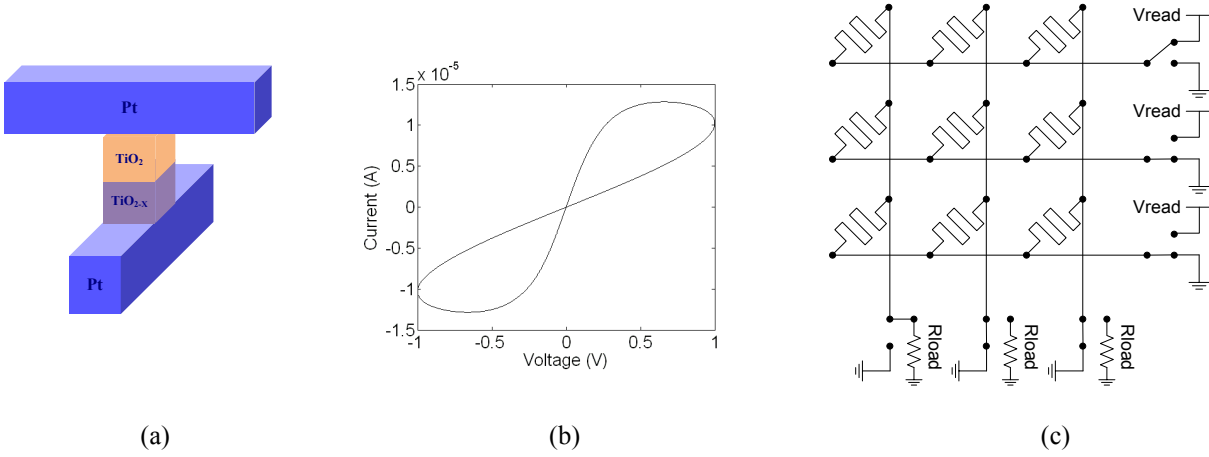 Pt
TiO2
TiO2-X
Pt
(a)
x 10-5
1.5
1
0.5
0
-0.5
-1
-1.5
-1
-0.5
0
0.5
1
Current (A)
Voltage (V)
(b)
Vread
Vread
Vread
Rload
Rload
Rload
(c)